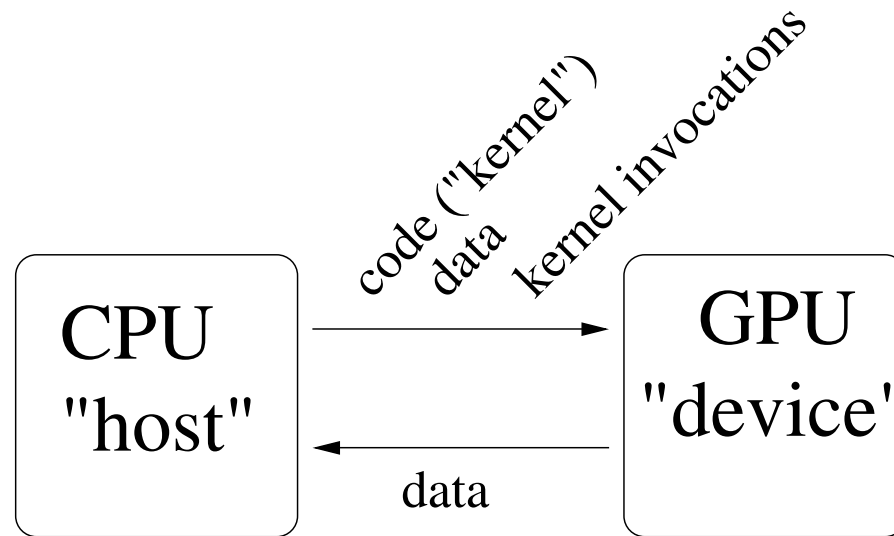 code ("kernel")
data
kernel invocations
CPU
"host"
GPU
"device"
data